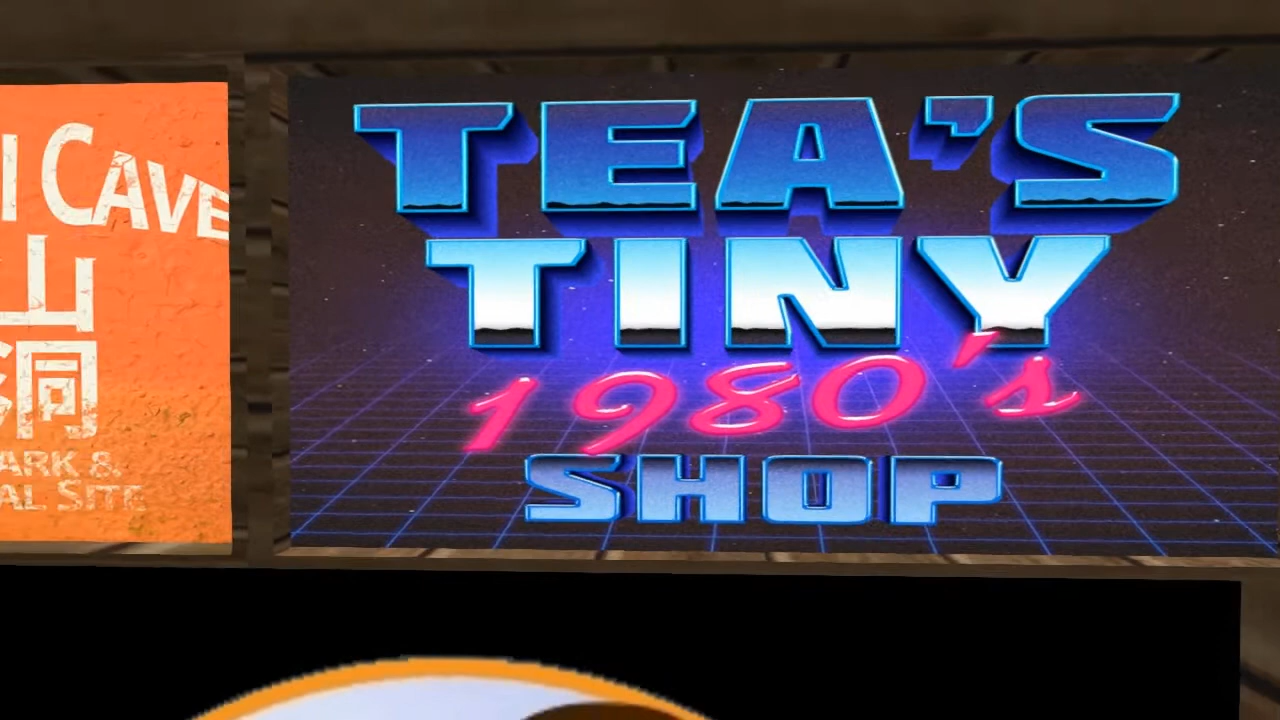 I CAVE
山
洞
ARK &
AL SITE
TEA'S
TINY
1980's
SHOP